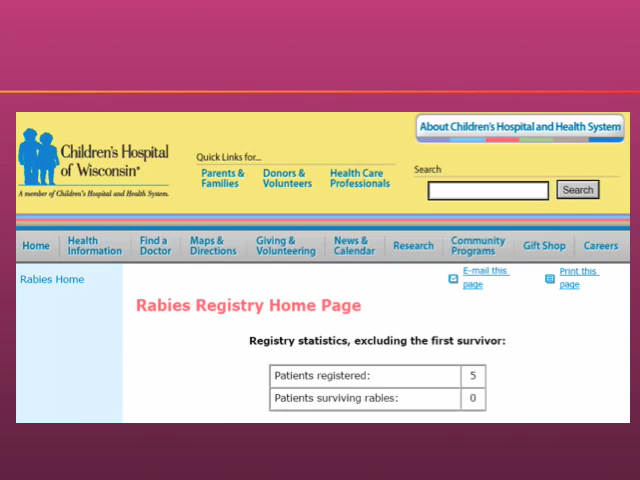 About Children's Hospital and Health System
Children's Hospital
of Wisconsin®
A member of Children's Hospital and Health System.
Quick Links for...
Parents &
Families
Donors &
Volunteers
Health Care
Professionals
Search
Search
Home
Health
Information
Find a
Doctor
Maps &
Directions
Giving &
Volunteering
News &
Calendar
Research
Community
Programs
Gift Shop
Careers
Rabies Home
E-mail this
page
Print this
page
Rabies Registry Home Page
Registry statistics, excluding the first survivor:
Patients registered: 5
Patients surviving rabies: 0